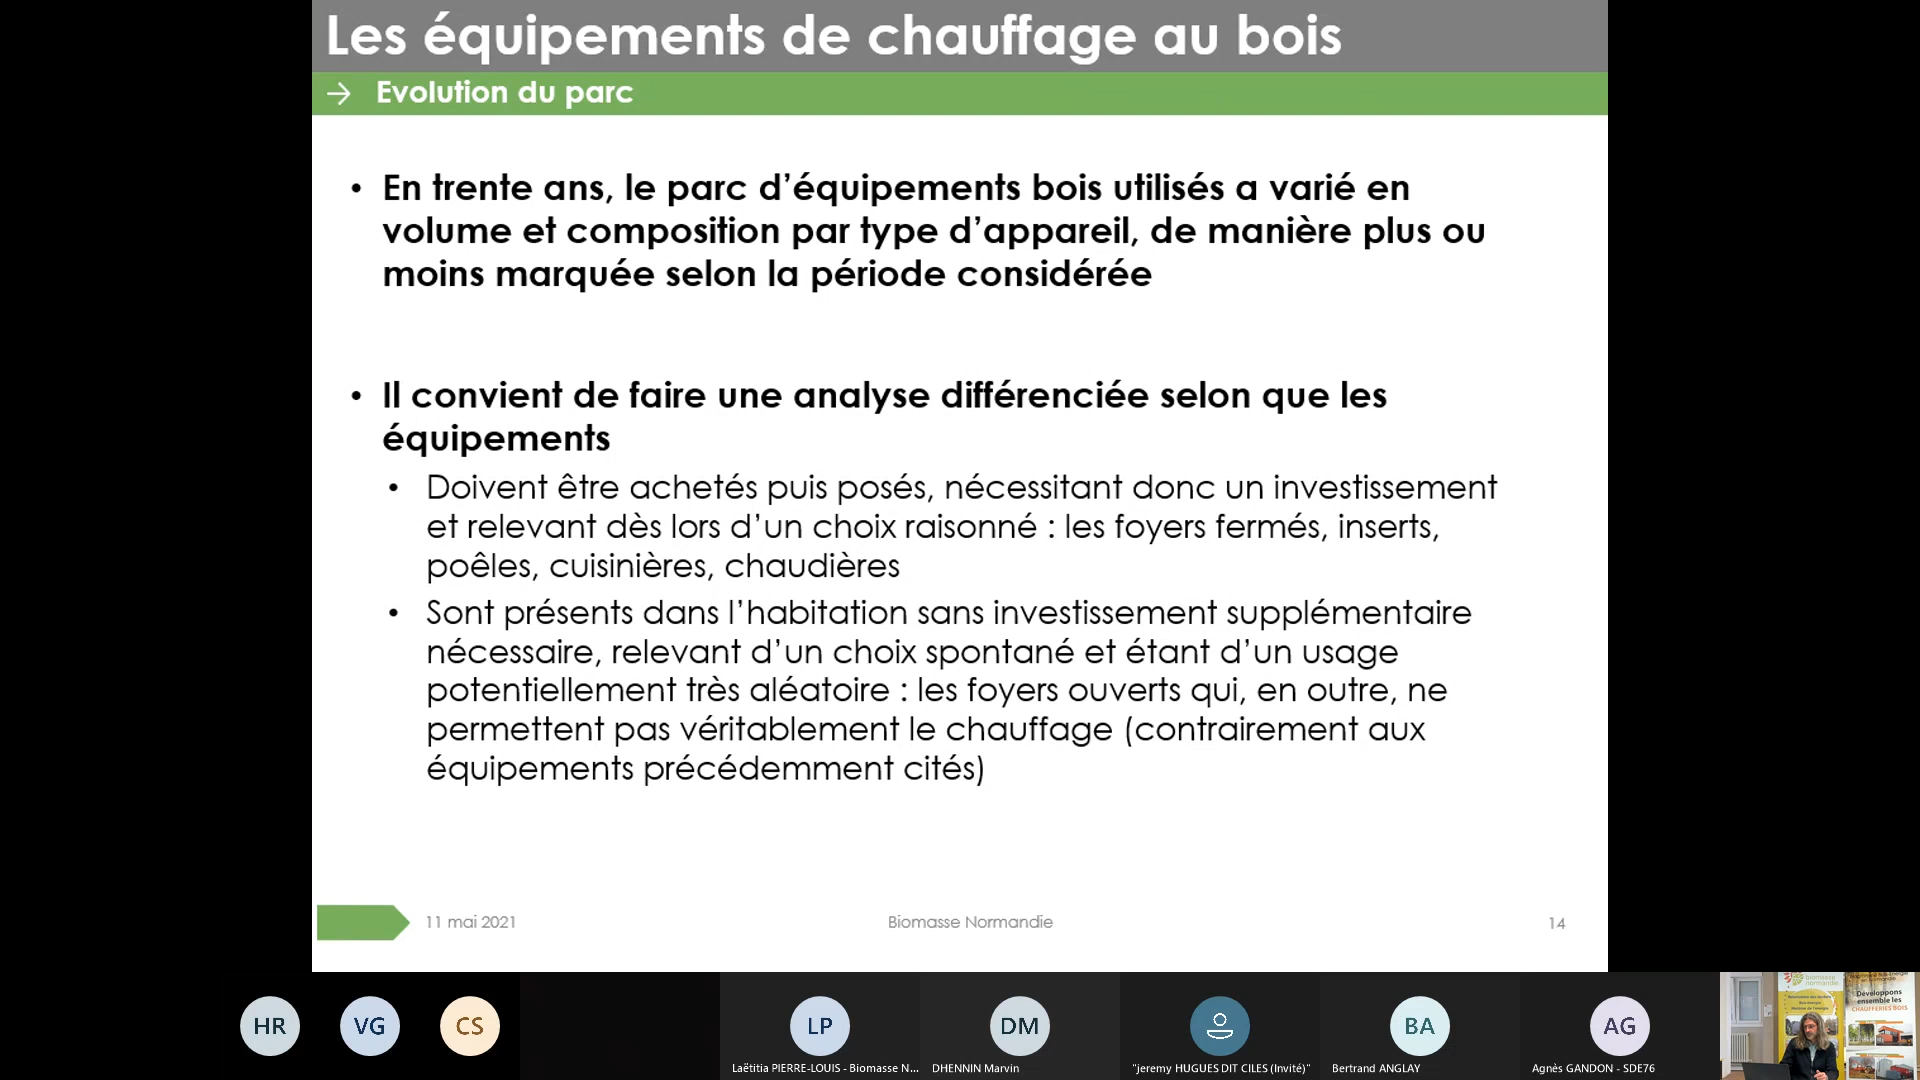 Les équipements de chauffage au bois
→ Evolution du parc
• En trente ans, le parc d’équipements bois utilisés a varié en
volume et composition par type d’appareil, de manière plus ou
moins marquée selon la période considérée
• Il convient de faire une analyse différenciée selon que les
équipements
• Doivent être achetés puis posés, nécessitant donc un investissement
et relevant dès lors d’un choix raisonné : les foyers fermés, inserts,
poêles, cuisinières, chaudières
• Sont présents dans l’habitation sans investissement supplémentaire
nécessaire, relevant d’un choix spontané et étant d’un usage
potentiellement très aléatoire : les foyers ouverts qui, en outre, ne
permettent pas véritablement le chauffage (contrairement aux
équipements précédemment cités)
11 mai 2021
Biomasse Normandie
14
HR
VG
CS
LP
DM
BA
AG
Laëtitia PIERRE-LOUIS - Biomasse N...
DHENNIN Marvin
"jeremy HUGUES DIT CILES (Invité)"
Bertrand ANGLAY
Agnès GANDON - SDE76
biomasse
normandie
Développons
ensemble les
CHAUFFERIES BOIS